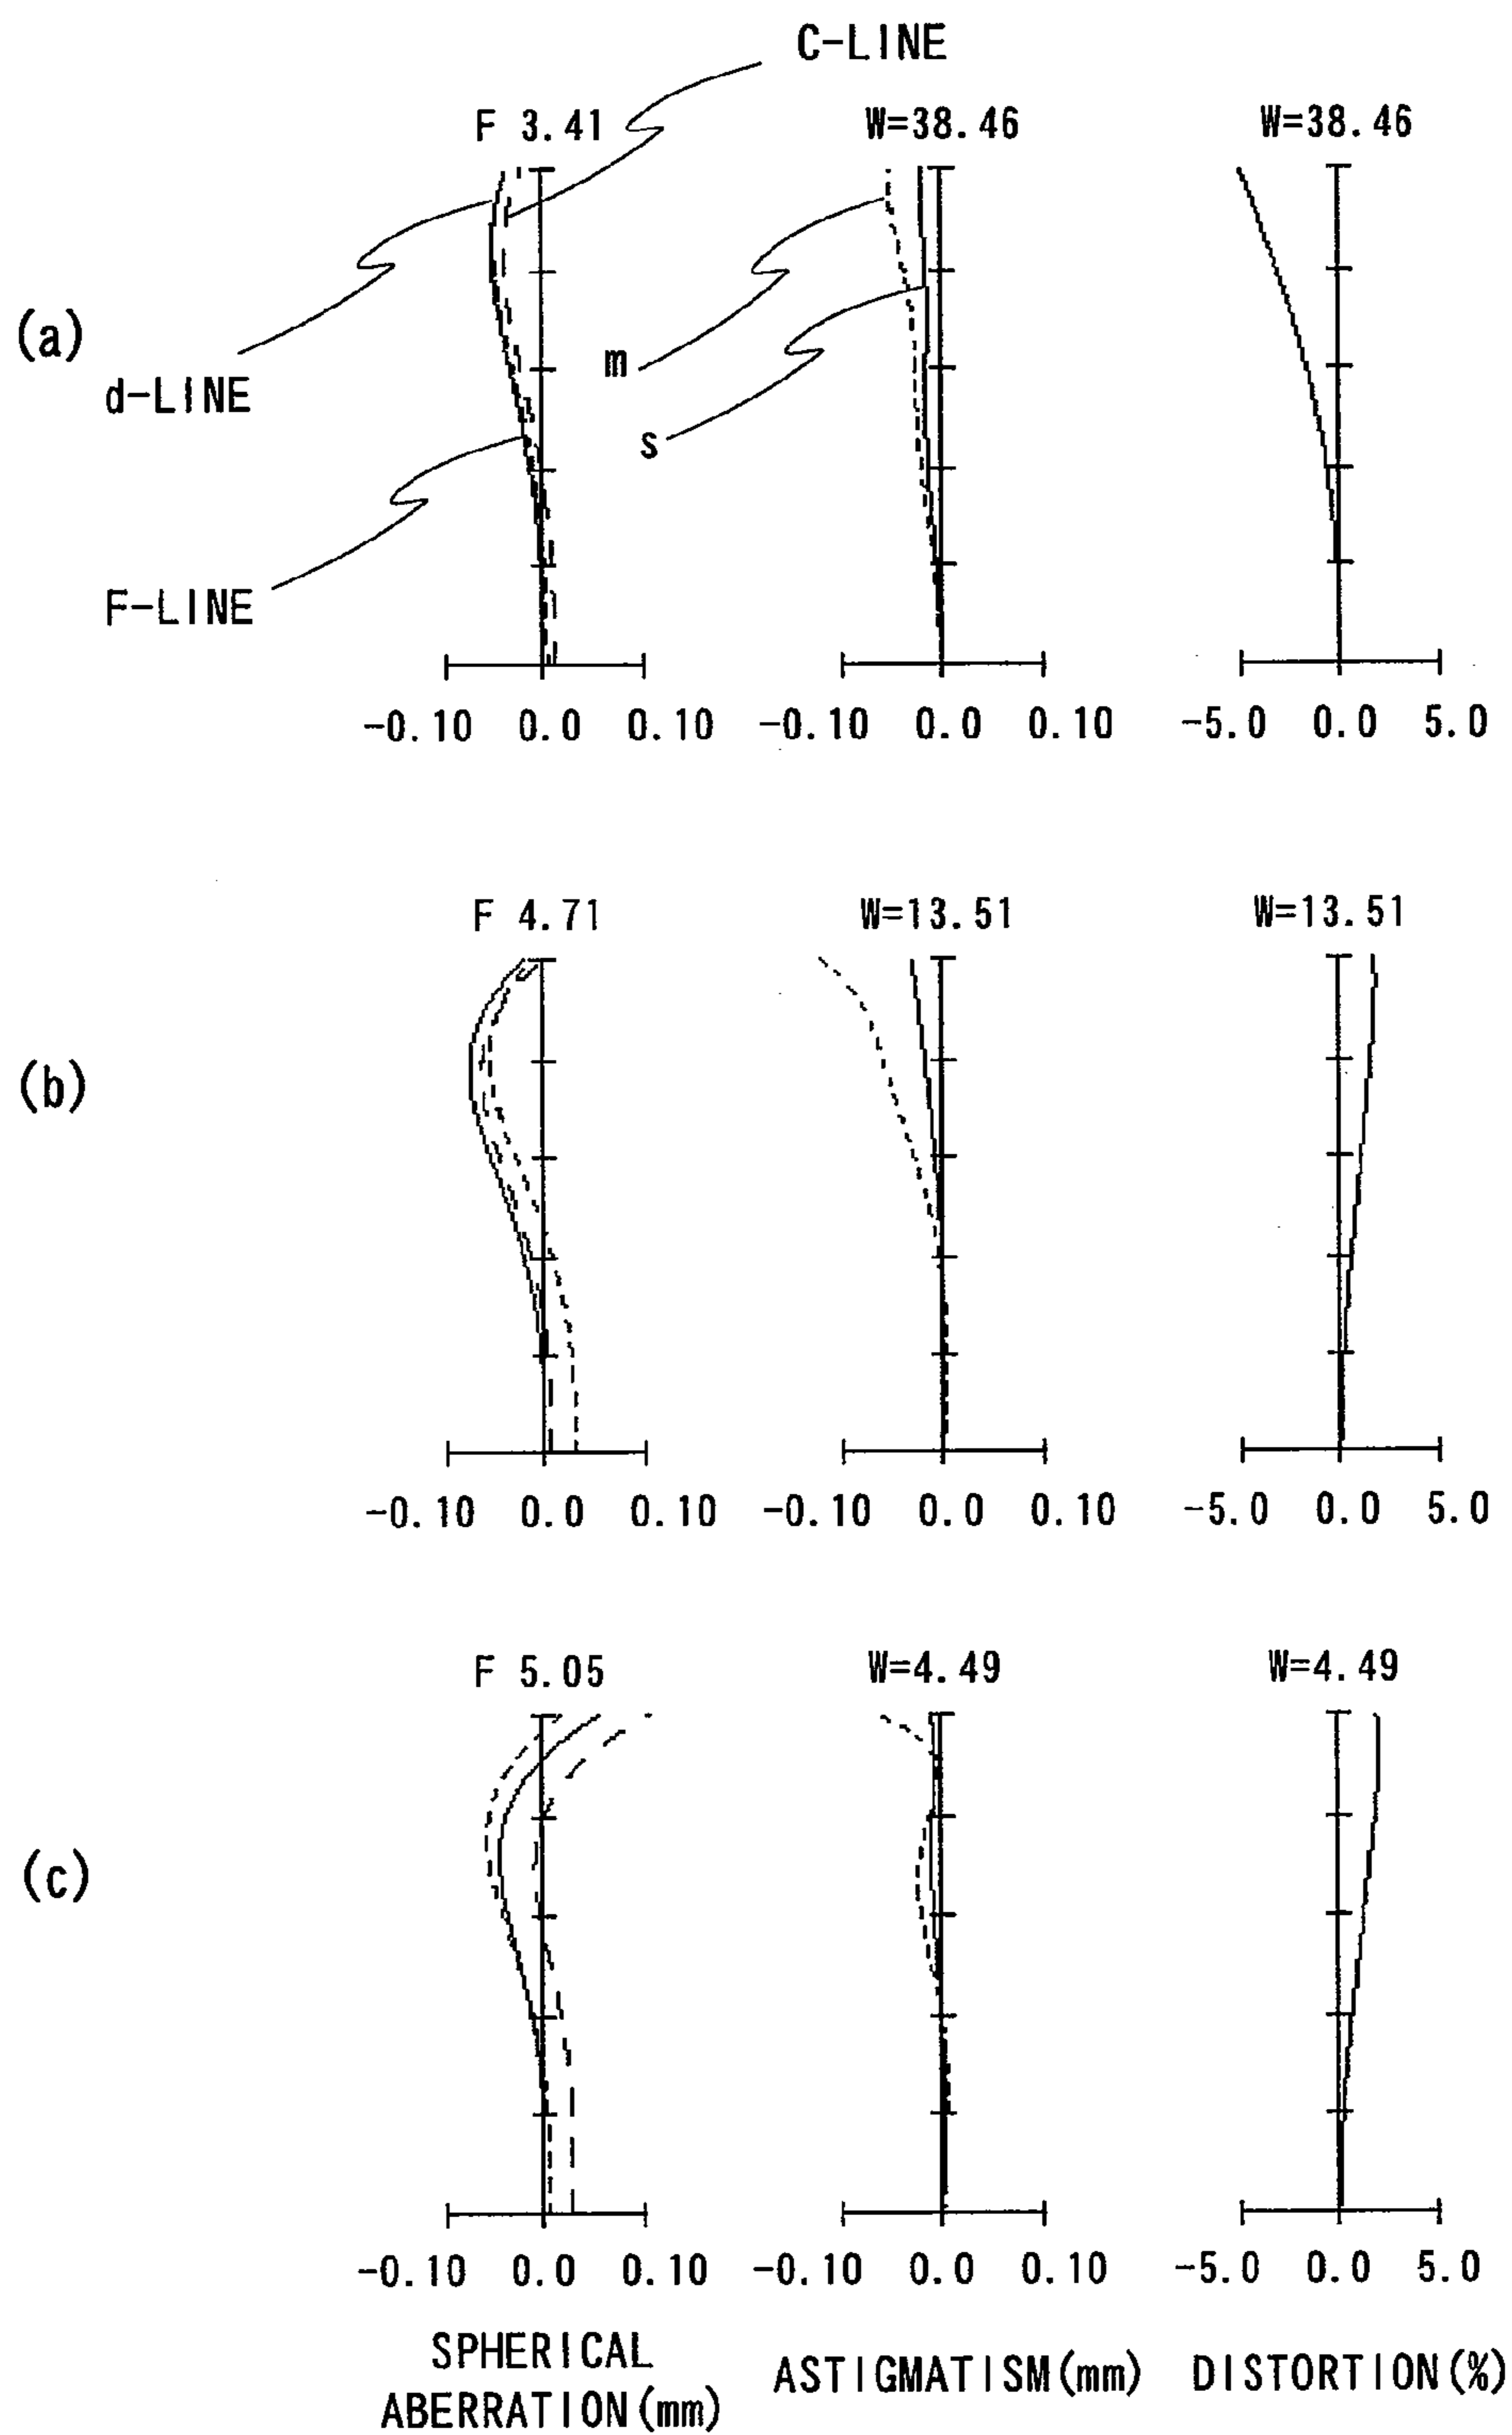 C-LINE
F 3.41
W=38.46
W=38.46
(a)
d-LINE
m
s
F-LINE
-0.10 0.0 0.10
-0.10 0.0 0.10
-5.0 0.0 5.0
F 4.71
W=13.51
W=13.51
(b)
-0.10 0.0 0.10
-0.10 0.0 0.10
-5.0 0.0 5.0
F 5.05
W=4.49
W=4.49
(c)
-0.10 0.0 0.10
-0.10 0.0 0.10
-5.0 0.0 5.0
SPHERICAL
ABERRATION(mm)
ASTIGMATISM(mm)
DISTORTION(%)